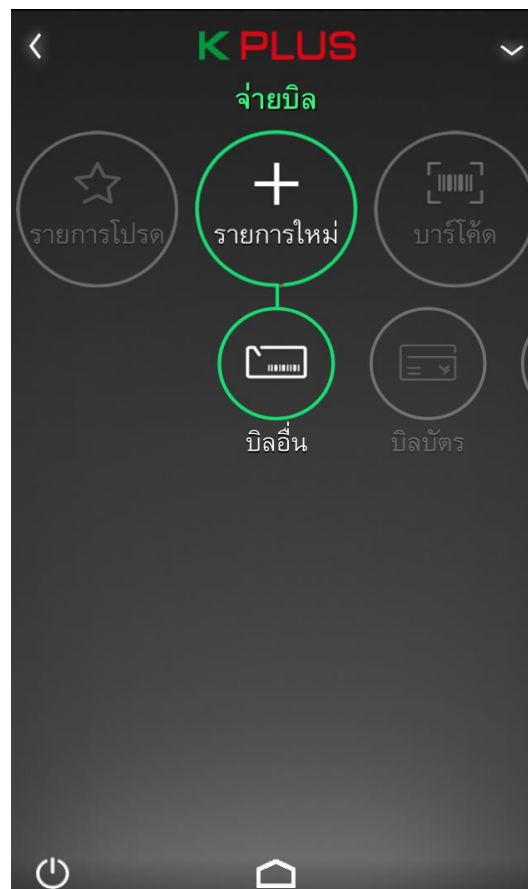 K PLUS
จ่ายบิล
รายการโปรด
รายการใหม่
บาร์โค้ด
บิลอื่น
บิลบัตร